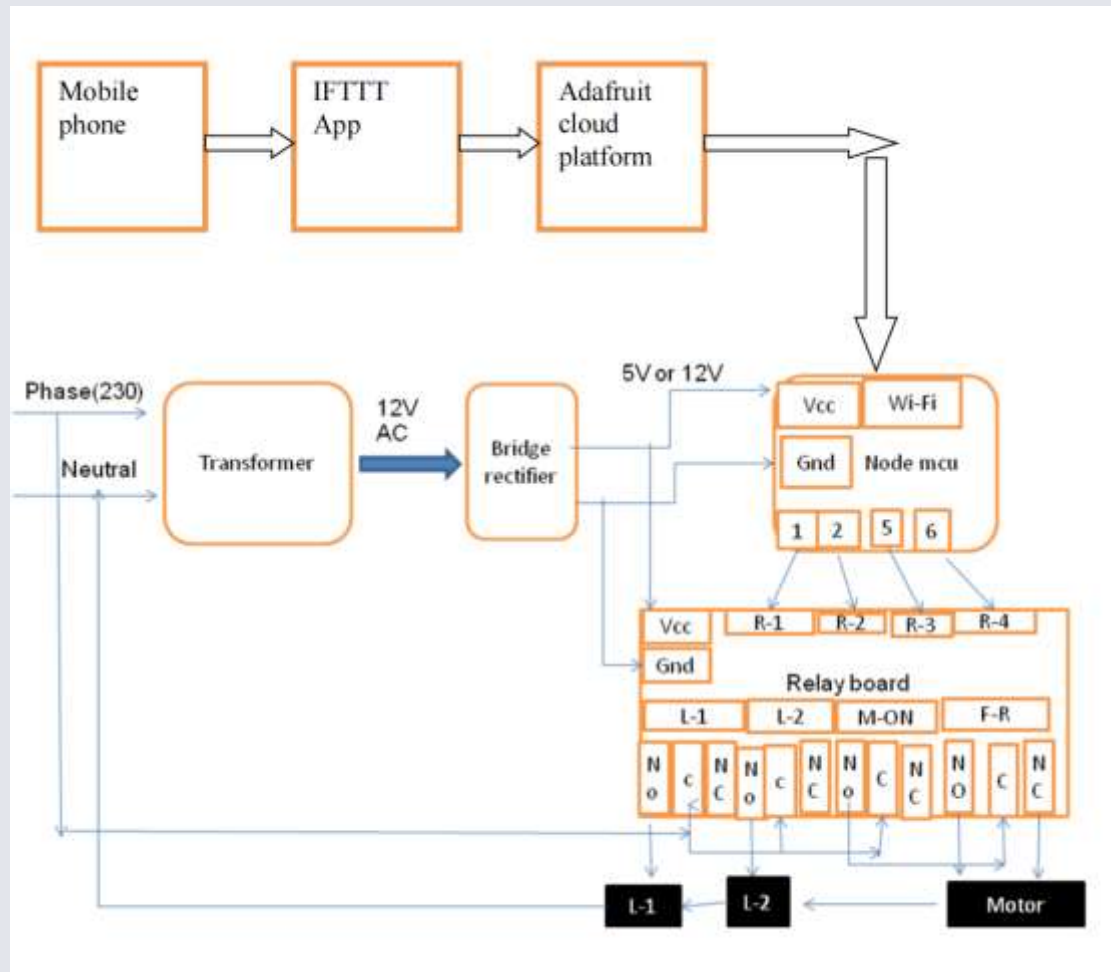 Mobile
phone
IFTTT
App
Adafruit
cloud
platform
Phase(230)
Neutral
Transformer
12V
AC
Bridge
rectifier
5V or 12V
Vcc
Wi-Fi
Gnd
Node mcu
1
2
5
6
Vcc
R-1
R-2
R-3
R-4
Gnd
Relay board
L-1
L-2
M-ON
F-R
N
o
c
N
C
N
o
c
N
C
N
o
C
N
C
N
O
C
N
C
L-1
L-2
Motor